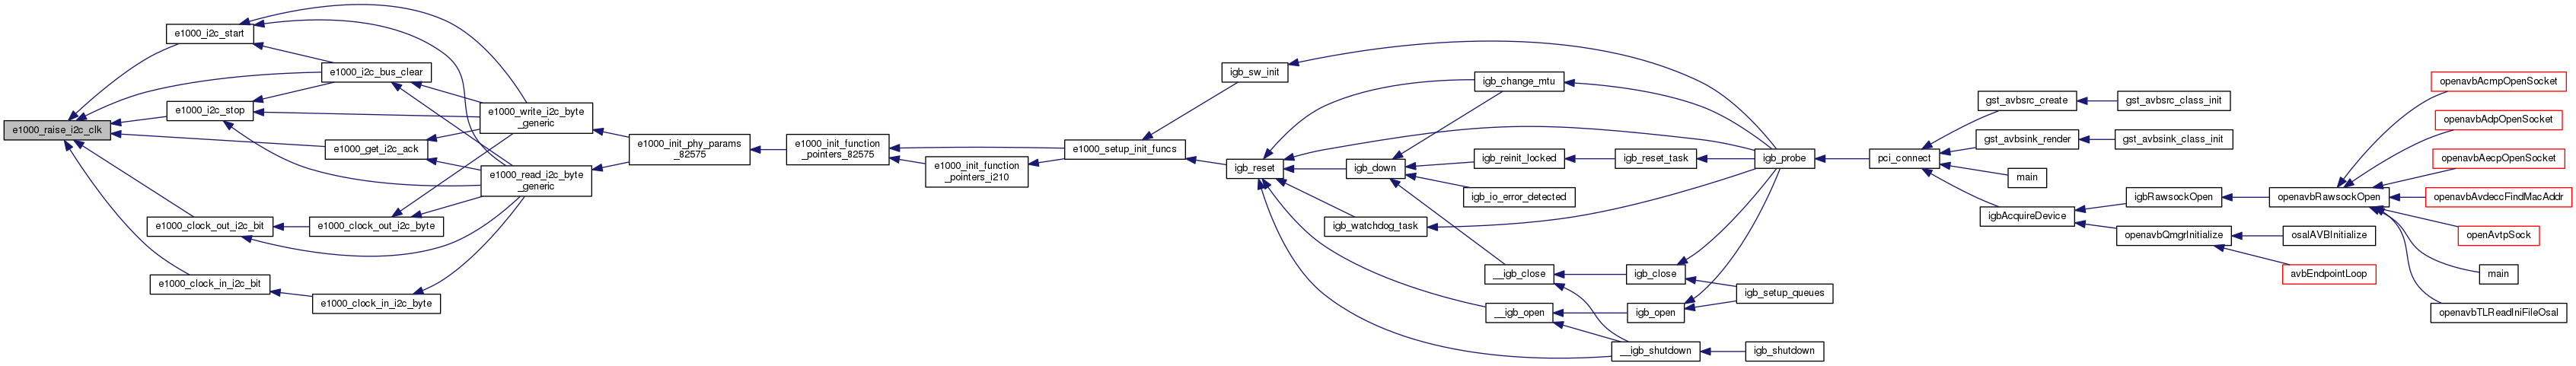 e1000_raise_i2c_clk
e1000_i2c_start
e1000_i2c_bus_clear
e1000_i2c_stop
e1000_get_i2c_ack
e1000_clock_out_i2c_bit
e1000_clock_out_i2c_byte
e1000_clock_in_i2c_bit
e1000_clock_in_i2c_byte
e1000_write_i2c_byte
_generic
e1000_read_i2c_byte
_generic
e1000_init_phy_params
_82575
e1000_init_function
_pointers_82575
e1000_init_function
_pointers_i210
e1000_setup_init_funcs
igb_sw_init
igb_reset
igb_change_mtu
igb_down
igb_watchdog_task
igb_reinit_locked
igb_io_error_detected
__igb_close
__igb_open
igb_reset_task
igb_close
igb_open
__igb_shutdown
igb_probe
igb_setup_queues
igb_shutdown
pci_connect
gst_avbsrc_create
gst_avbsink_render
main
igbAcquireDevice
gst_avbsrc_class_init
gst_avbsink_class_init
igbRawsockOpen
openavbQmgrInitialize
openavbRawsockOpen
osalAVBInitialize
avbEndpointLoop
openavbAcmpOpenSocket
openavbAdpOpenSocket
openavbAecpOpenSocket
openavbAvdeccFindMacAddr
openAvtpSock
main
openavbTLReadIniFileOsal